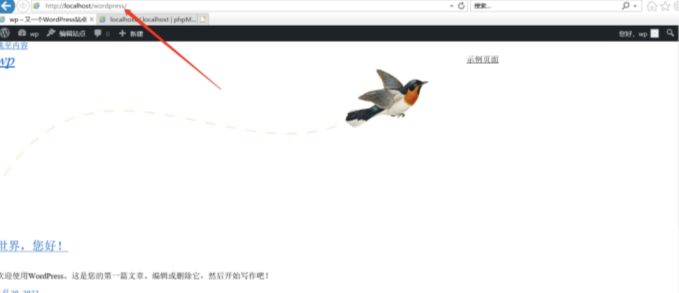 http://localhost/wordpress/
搜索...
wp – 又一个WordPress站点
localhost | phpM...
wp
编辑站点
0
新建
您好，wp
跳至内容
wp
示例页面
世界，您好！
欢迎使用WordPress。这是您的第一篇文章。编辑或删除它，然后开始写作吧！